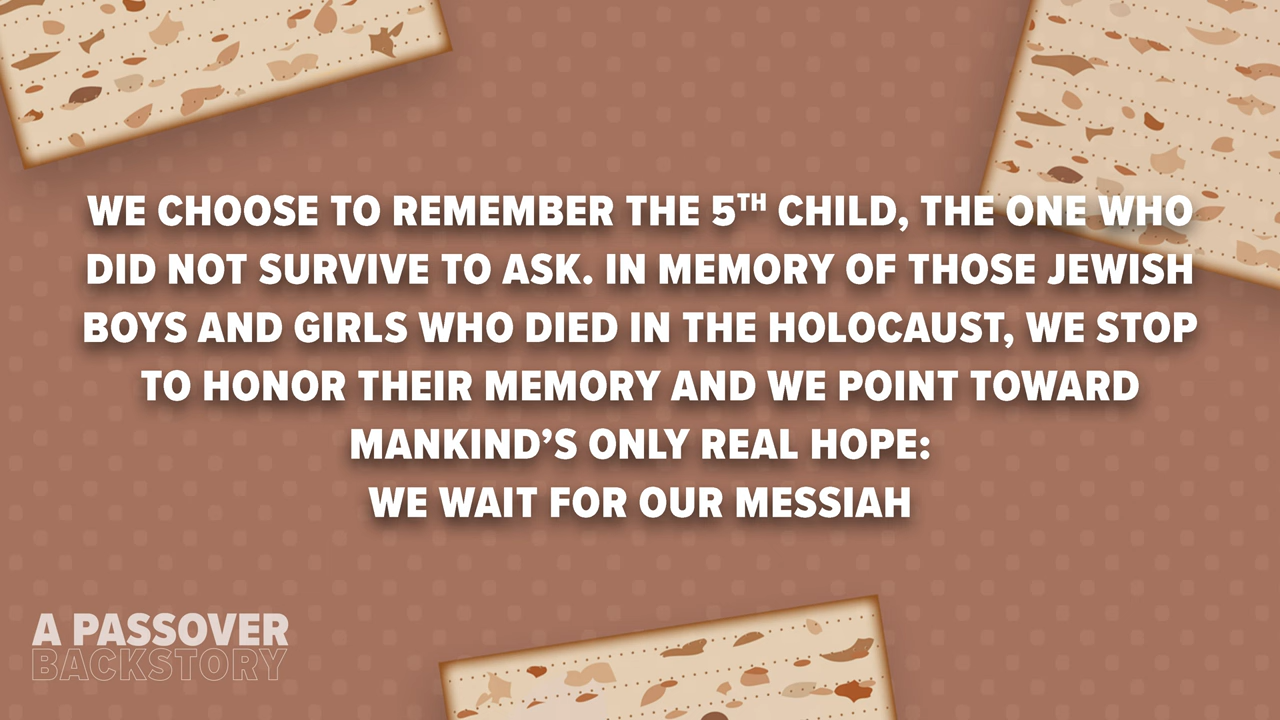 WE CHOOSE TO REMEMBER THE 5TH CHILD, THE ONE WHO
DID NOT SURVIVE TO ASK. IN MEMORY OF THOSE JEWISH
BOYS AND GIRLS WHO DIED IN THE HOLOCAUST, WE STOP
TO HONOR THEIR MEMORY AND WE POINT TOWARD
MANKIND’S ONLY REAL HOPE:
WE WAIT FOR OUR MESSIAH
A PASSOVER
BACKSTORY